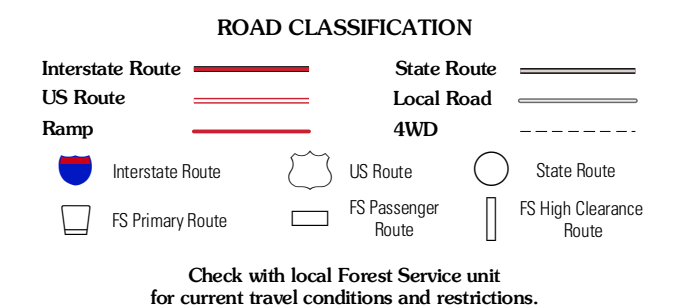 ROAD CLASSIFICATION
Interstate Route
State Route
US Route
Local Road
Ramp
4WD
Interstate Route
US Route
State Route
FS Primary Route
FS Passenger
Route
FS High Clearance
Route
Check with local Forest Service unit
for current travel conditions and restrictions.